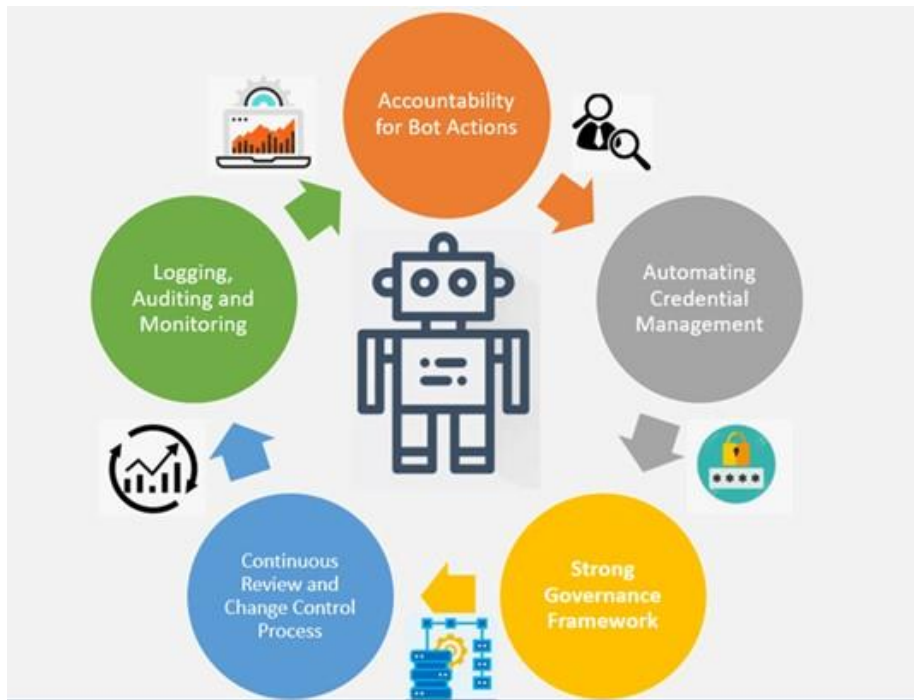 Accountability
for Bot Actions
Automating
Credential
Management
Strong
Governance
Framework
Continuous
Review and
Change Control
Process
Logging,
Auditing and
Monitoring